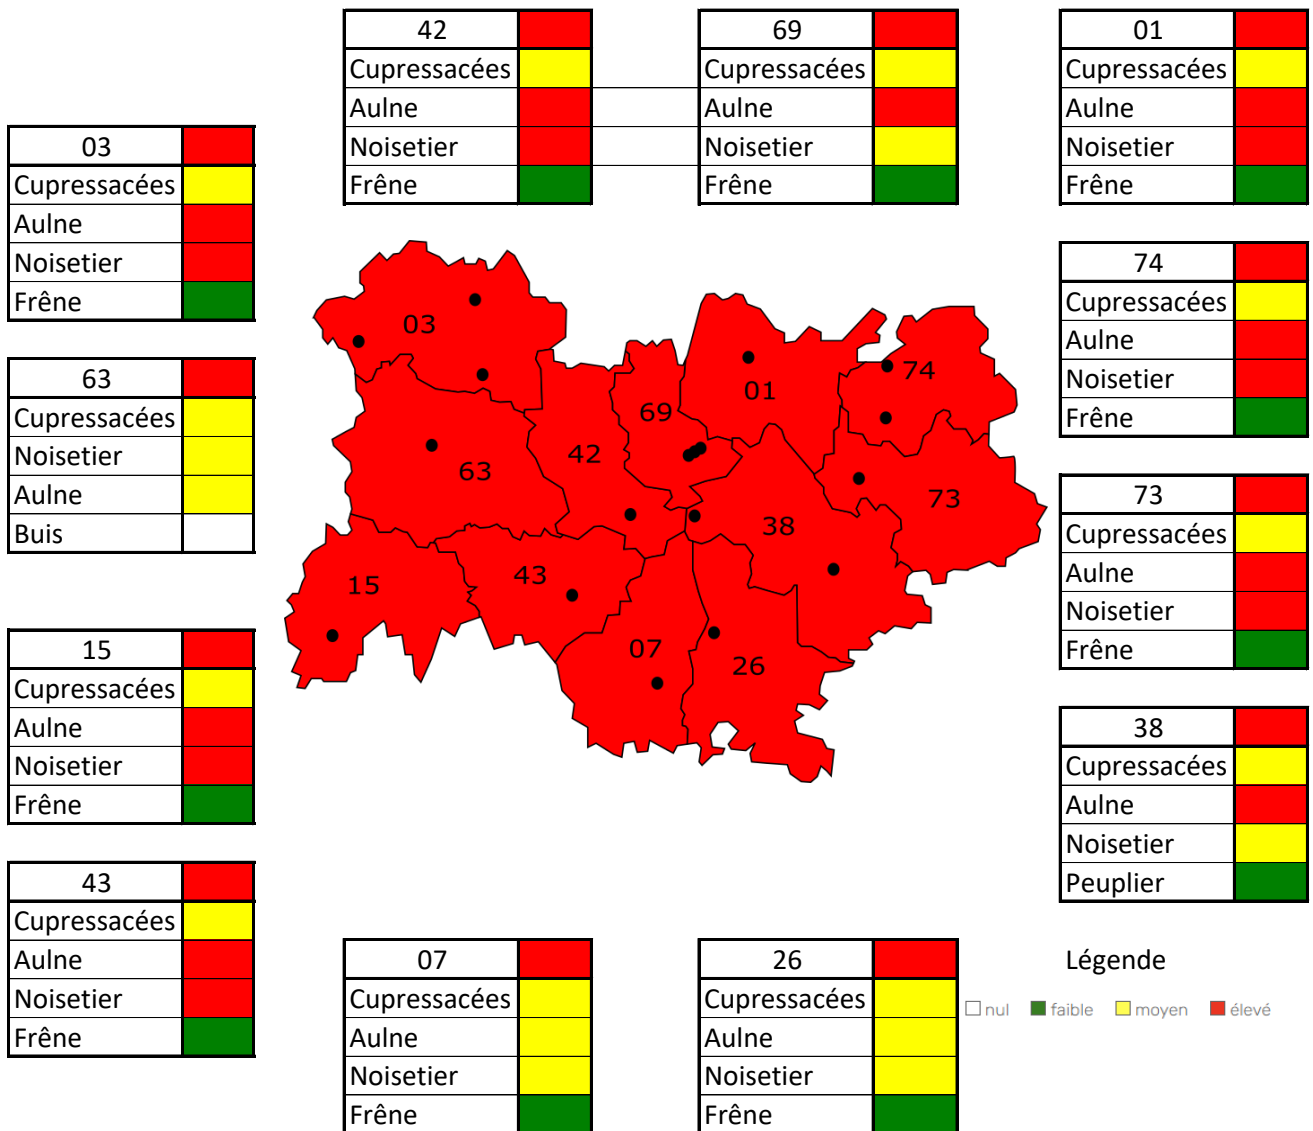 42
Cupressacées
Aulne
Noisetier
Frêne
69
Cupressacées
Aulne
Noisetier
Frêne
01
Cupressacées
Aulne
Noisetier
Frêne
03
Cupressacées
Aulne
Noisetier
Frêne
74
Cupressacées
Aulne
Noisetier
Frêne
63
Cupressacées
Noisetier
Aulne
Buis
03
74
01
69
42
63
73
38
43
15
07
26
73
Cupressacées
Aulne
Noisetier
Frêne
15
Cupressacées
Aulne
Noisetier
Frêne
38
Cupressacées
Aulne
Noisetier
Peuplier
43
Cupressacées
Aulne
Noisetier
Frêne
07
Cupressacées
Aulne
Noisetier
Frêne
26
Cupressacées
Aulne
Noisetier
Frêne
Légende
nul faible moyen élevé